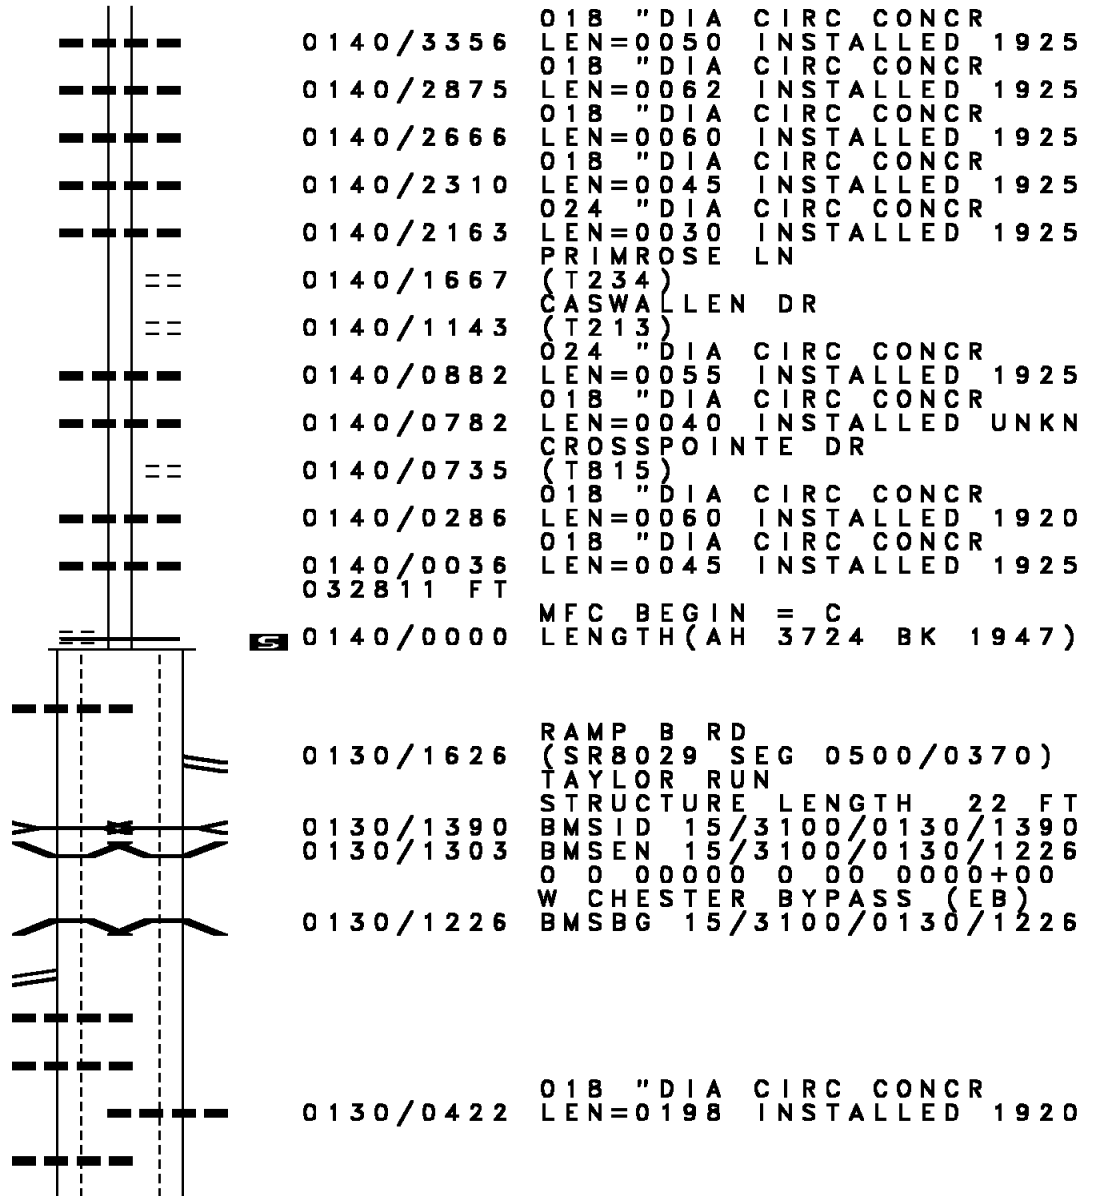 018 "DIA CIRC CONCR
0140/3356 LEN=0050 INSTALLED 1925
018 "DIA CIRC CONCR
0140/2875 LEN=0062 INSTALLED 1925
018 "DIA CIRC CONCR
0140/2666 LEN=0060 INSTALLED 1925
018 "DIA CIRC CONCR
0140/2310 LEN=0045 INSTALLED 1925
024 "DIA CIRC CONCR
0140/2163 LEN=0030 INSTALLED 1925
PRIMROSE LN
0140/1667 (T234)
CASWALLEN DR
0140/1143 (T213)
024 "DIA CIRC CONCR
0140/0882 LEN=0055 INSTALLED 1925
018 "DIA CIRC CONCR
0140/0782 LEN=0040 INSTALLED UNKN
CROSSPOINTE DR
0140/0735 (T815)
018 "DIA CIRC CONCR
0140/0286 LEN=0060 INSTALLED 1920
018 "DIA CIRC CONCR
0140/0036 LEN=0045 INSTALLED 1925
032811 FT
MFC BEGIN = C
S 0140/0000 LENGTH(AH 3724 BK 1947)
RAMP B RD
0130/1626 (SR8029 SEG 0500/0370)
TAYLOR RUN
STRUCTURE LENGTH 22 FT
0130/1390 BMSID 15/3100/0130/1390
0130/1303 BMSEN 15/3100/0130/1226
0 0 00000 0 00 0000+00
W CHESTER BYPASS (EB)
0130/1226 BMSBG 15/3100/0130/1226
018 "DIA CIRC CONCR
0130/0422 LEN=0198 INSTALLED 1920